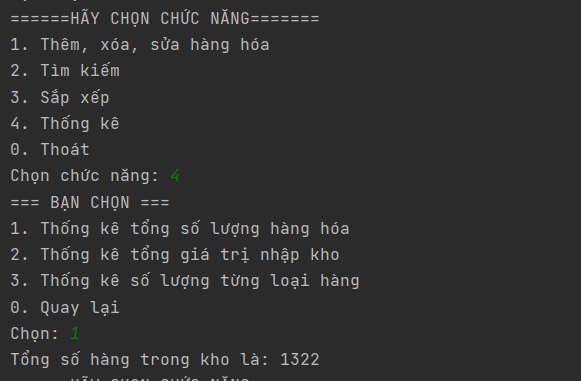 ======HÃY CHỌN CHỨC NĂNG=======
1. Thêm, xóa, sửa hàng hóa
2. Tìm kiếm
3. Sắp xếp
4. Thống kê
0. Thoát
Chọn chức năng: 4
=== BẠN CHỌN ===
1. Thống kê tổng số lượng hàng hóa
2. Thống kê tổng giá trị nhập kho
3. Thống kê số lượng từng loại hàng
0. Quay lại
Chọn: 1
Tổng số hàng trong kho là: 1322